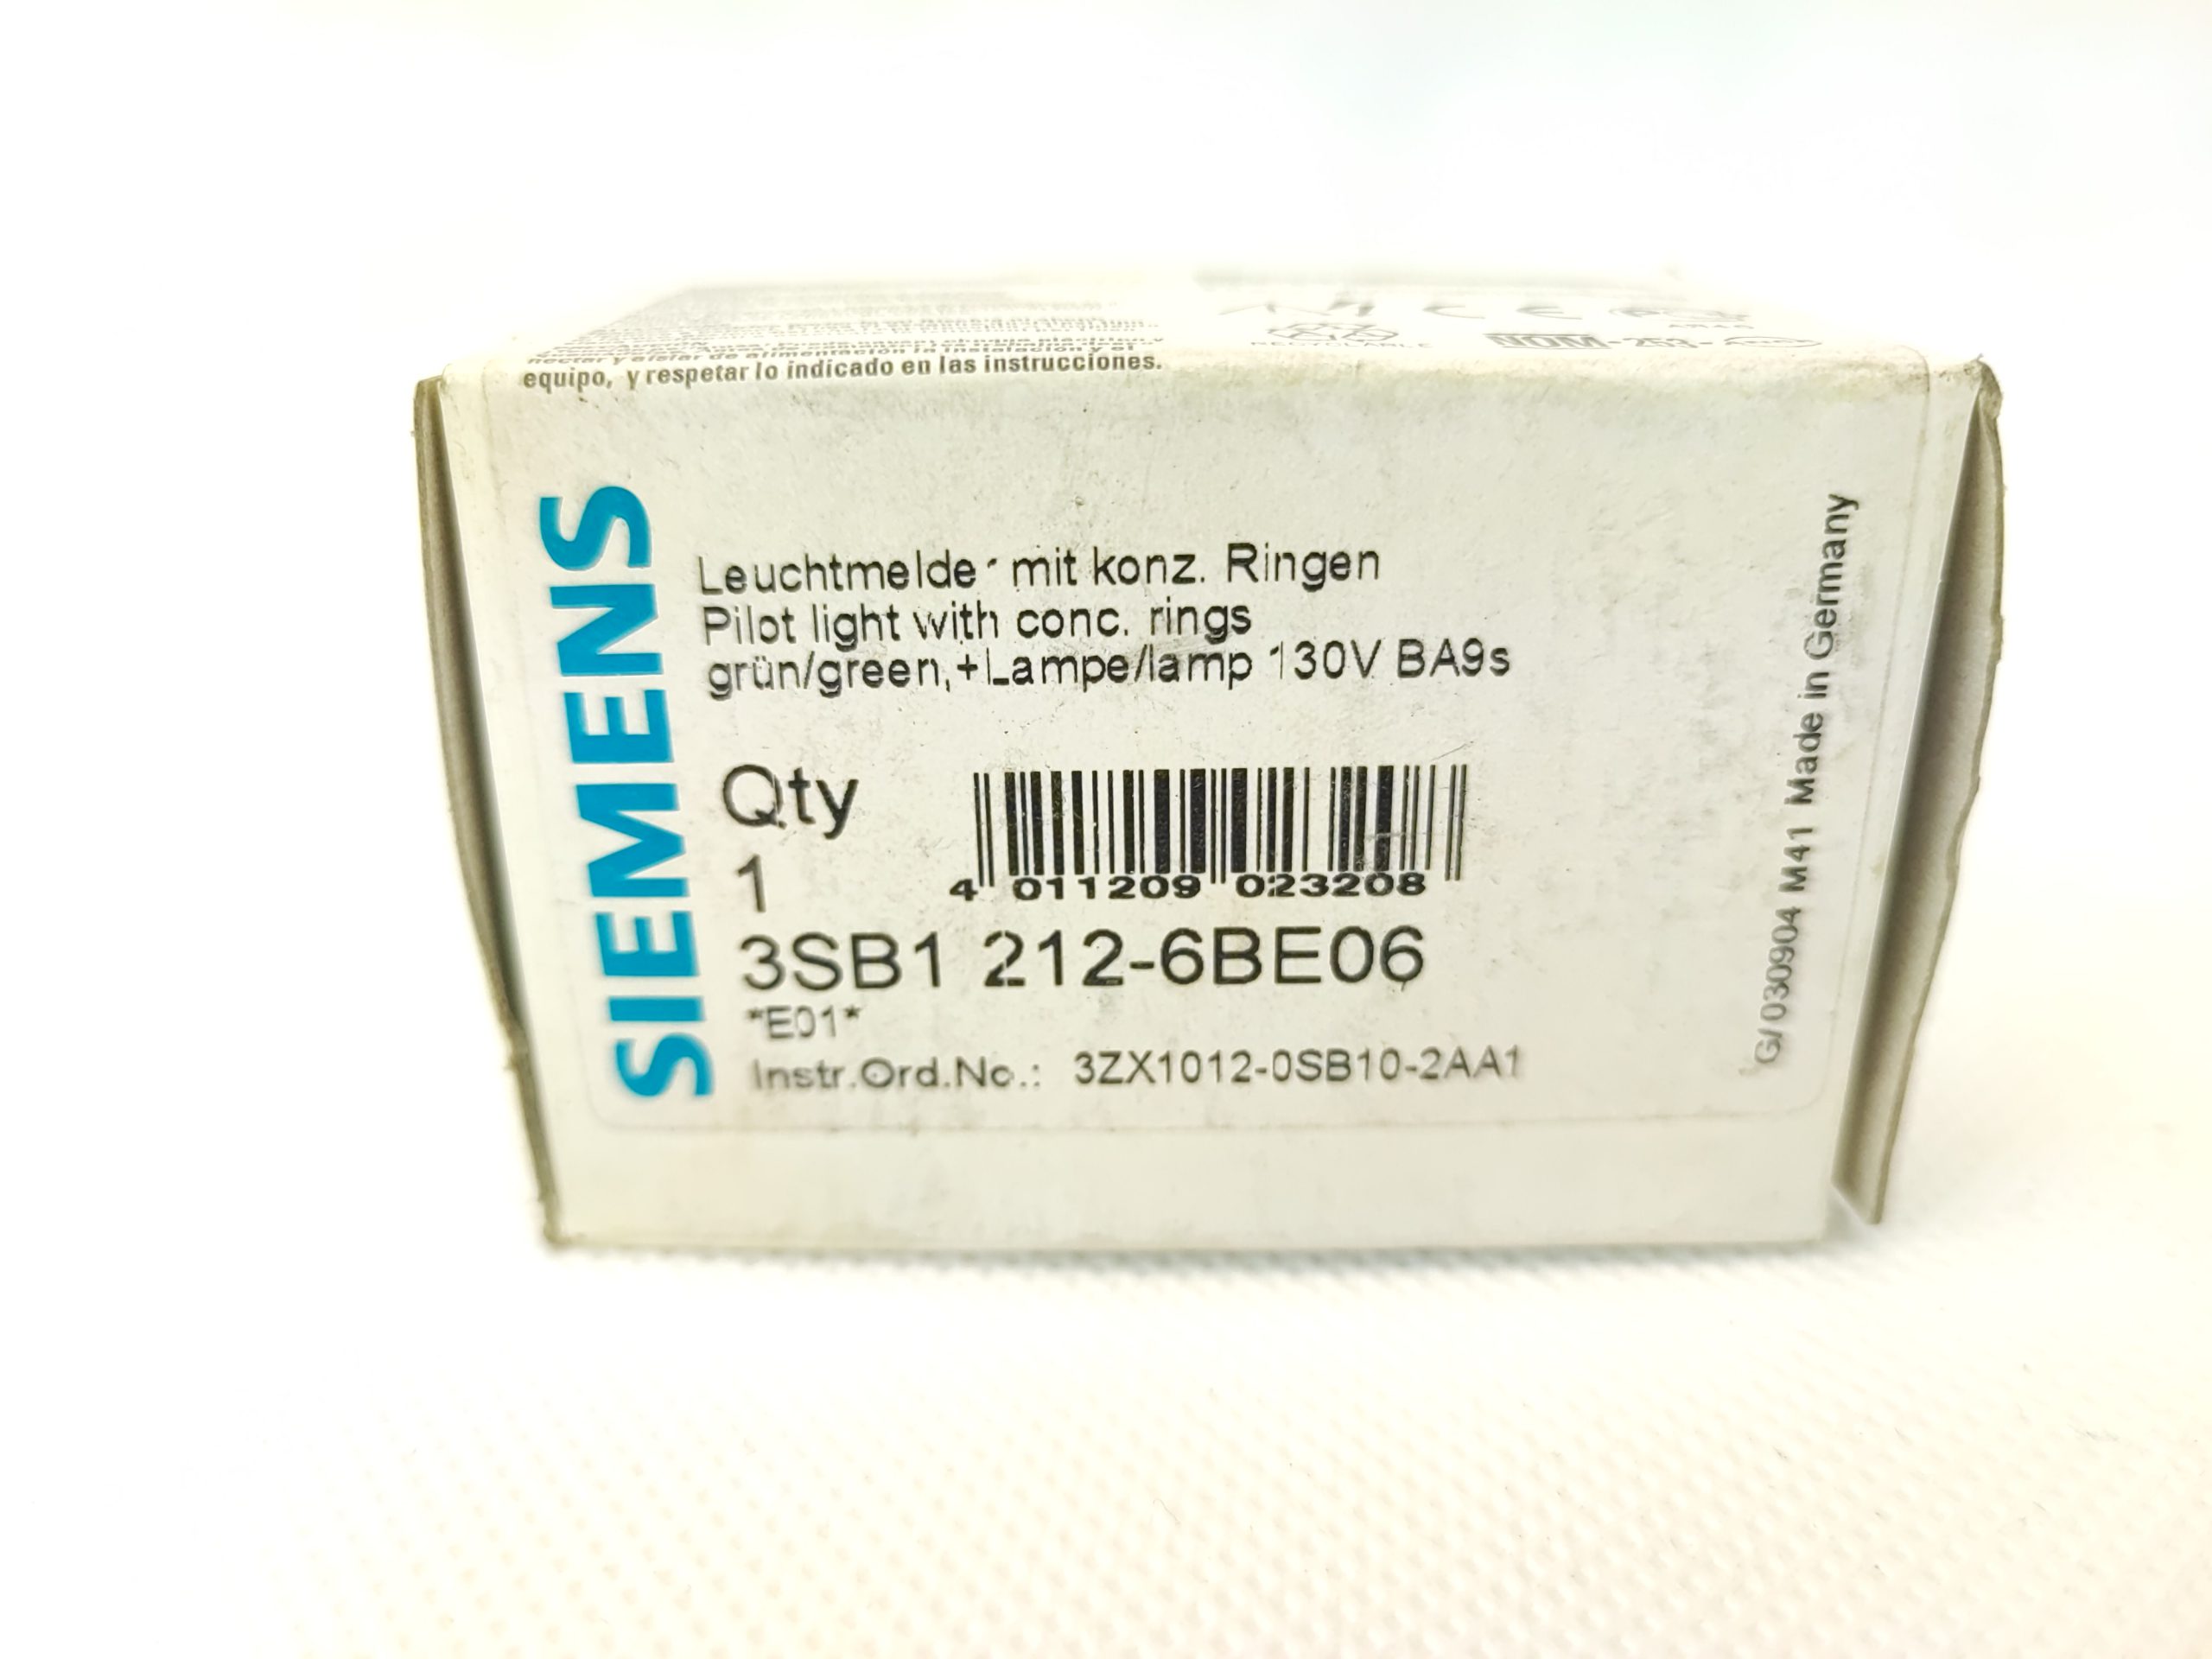 equipo, y respetar lo indicado en las instrucciones.
RECYCLABLE
NOM-
SIEMENS
Leuchtmelder mit konz. Ringen
Pilot light with conc. rings
grün/green,+Lampe/lamp 130V BA9s
Qty
1
4 011209 023208
3SB1 212-6BE06
*E01*
Instr.Ord.No.: 3ZX1012-0SB10-2AA1
G/030904 M41 Made in Germany